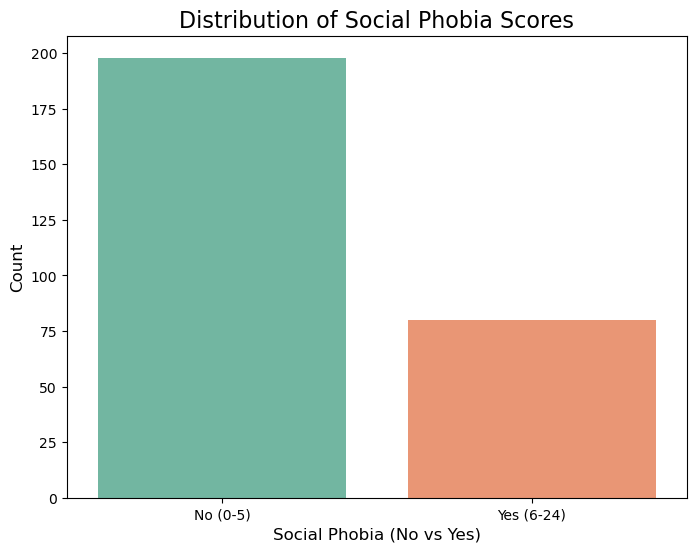 Distribution of Social Phobia Scores
200
175
150
125
100
75
50
25
0
Count
No (0-5)
Yes (6-24)
Social Phobia (No vs Yes)